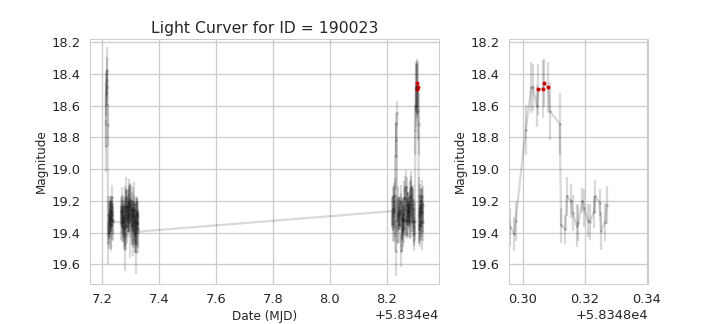 Light Curver for ID = 190023
18.2
18.4
18.6
18.8
19.0
19.2
19.4
19.6
Magnitude
7.2 7.4 7.6 7.8 8.0 8.2
Date (MJD)
+5.834e4
18.2
18.4
18.6
18.8
19.0
19.2
19.4
19.6
Magnitude
0.30 0.32 0.34
+5.8348e4